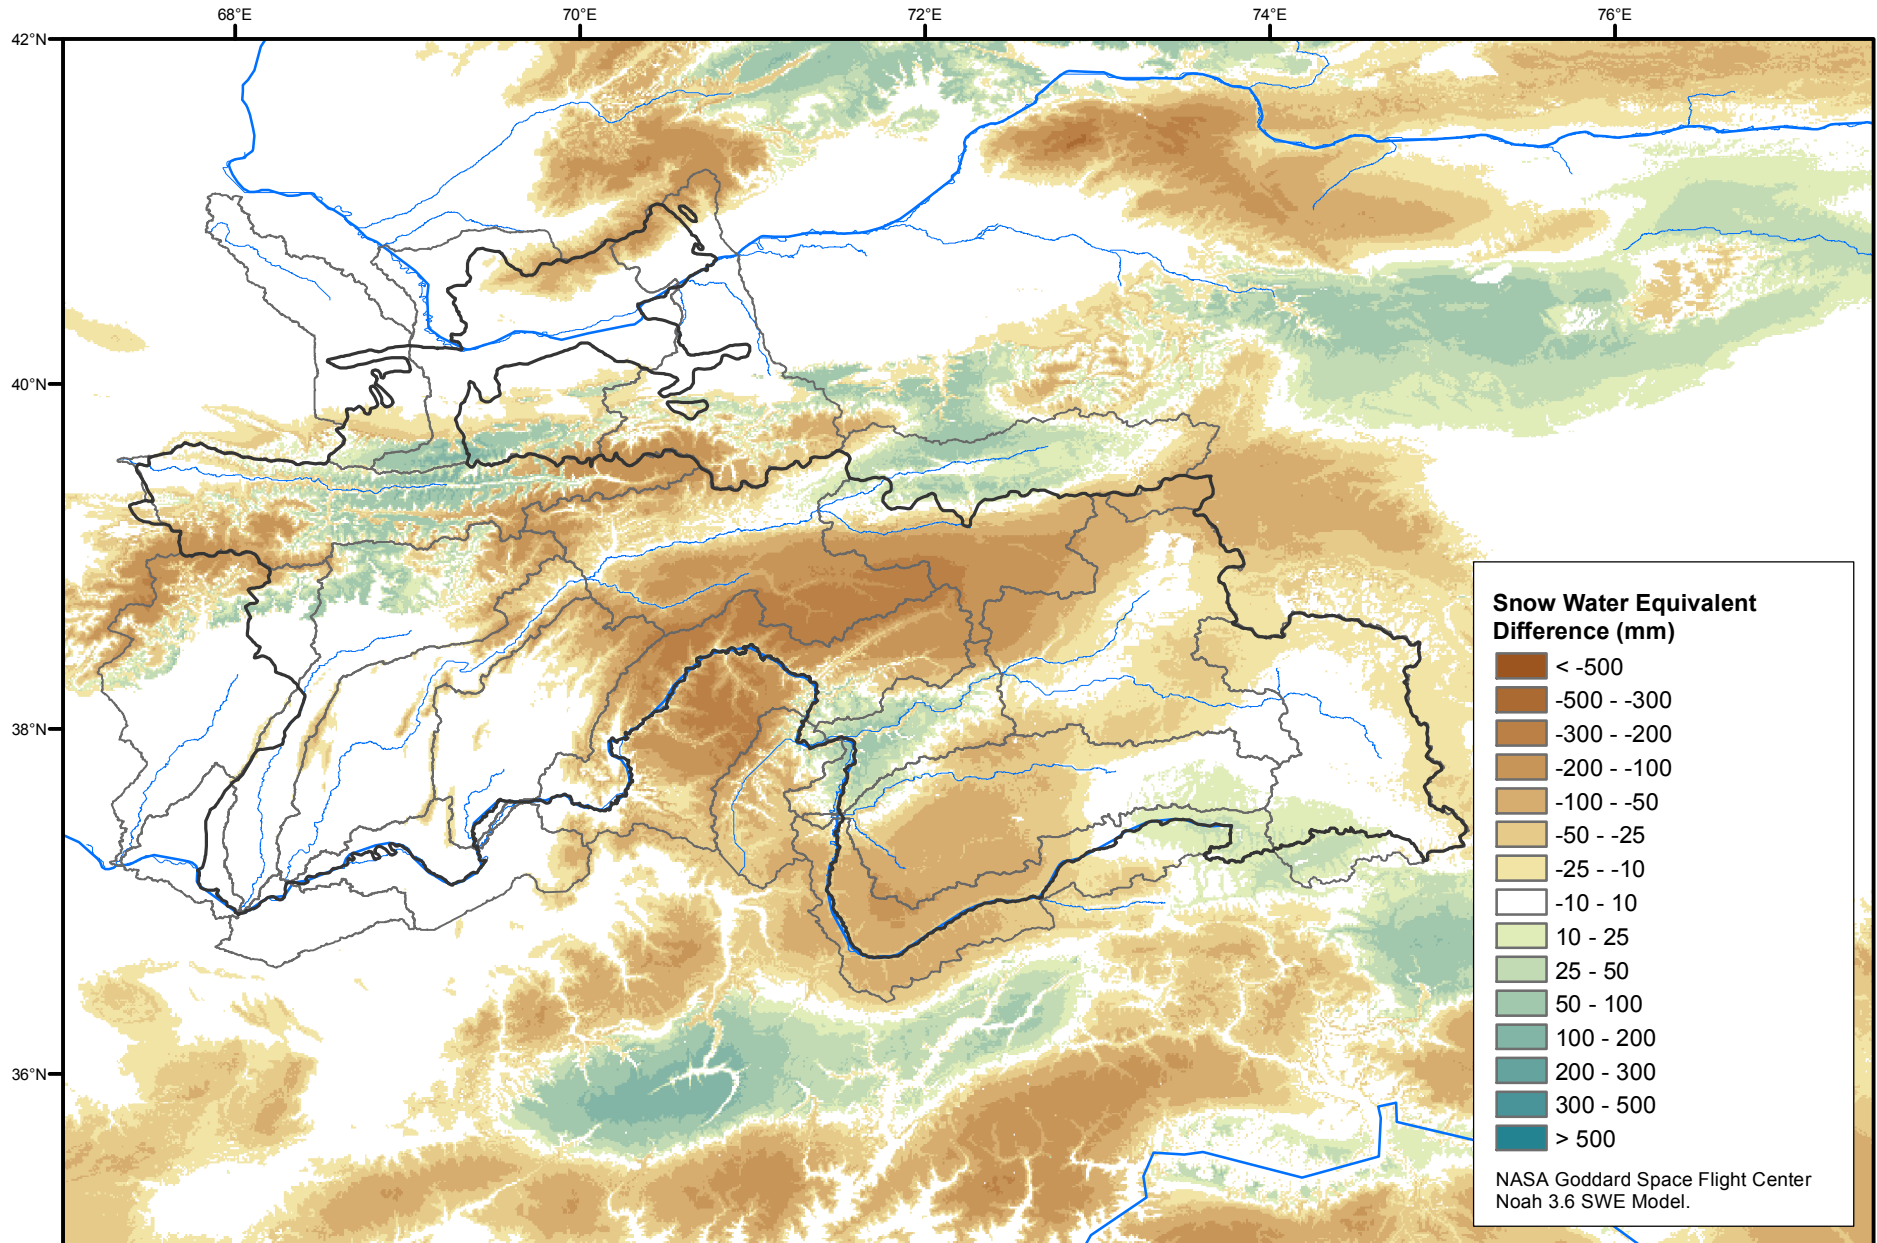 68°E 70°E 72°E 74°E 76°E
42°N
40°N
38°N
36°N
Snow Water Equivalent
Difference (mm)
< -500
-500 - -300
-300 - -200
-200 - -100
-100 - -50
-50 - -25
-25 - -10
-10 - 10
10 - 25
25 - 50
50 - 100
100 - 200
200 - 300
300 - 500
> 500
NASA Goddard Space Flight Center
Noah 3.6 SWE Model.